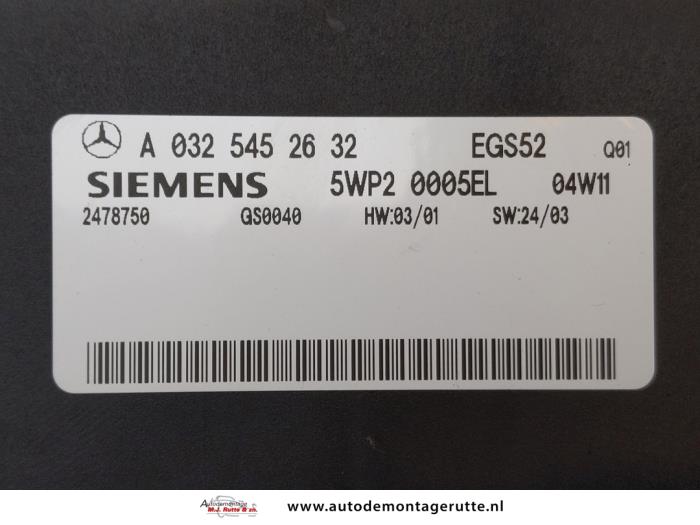 A 032 545 26 32 EGS52 Q01
SIEMENS 5WP2 0005EL 04W11
2478750 QS0040 HW:03/01 SW:24/03
Autodemontage
M.J. Rutte & zn.
www.autodemontagerutte.nl